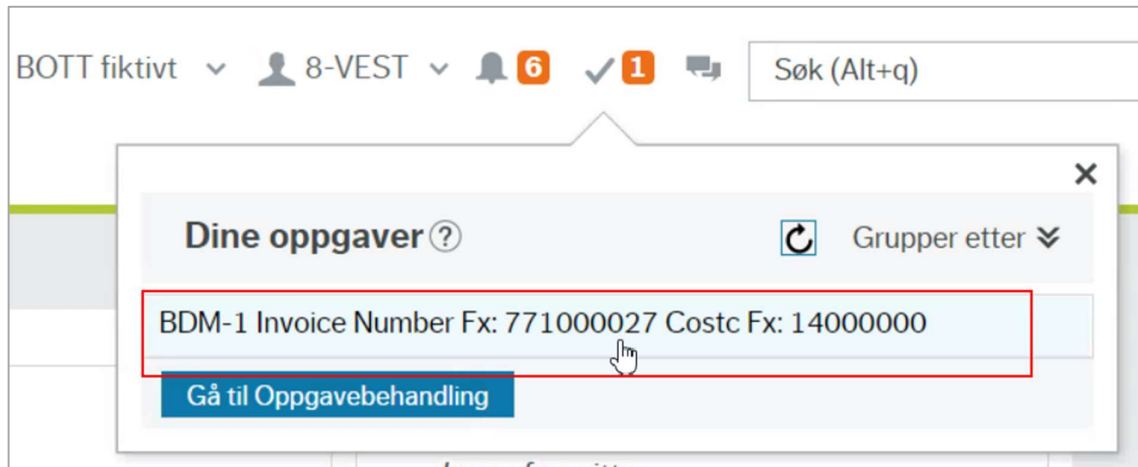 BOTT fiktivt 8-VEST 6 1 Søk (Alt+q)
Dine oppgaver ? Grupper etter
BDM-1 Invoice Number Fx: 771000027 Costc Fx: 14000000
Gå til Oppgavebehandling